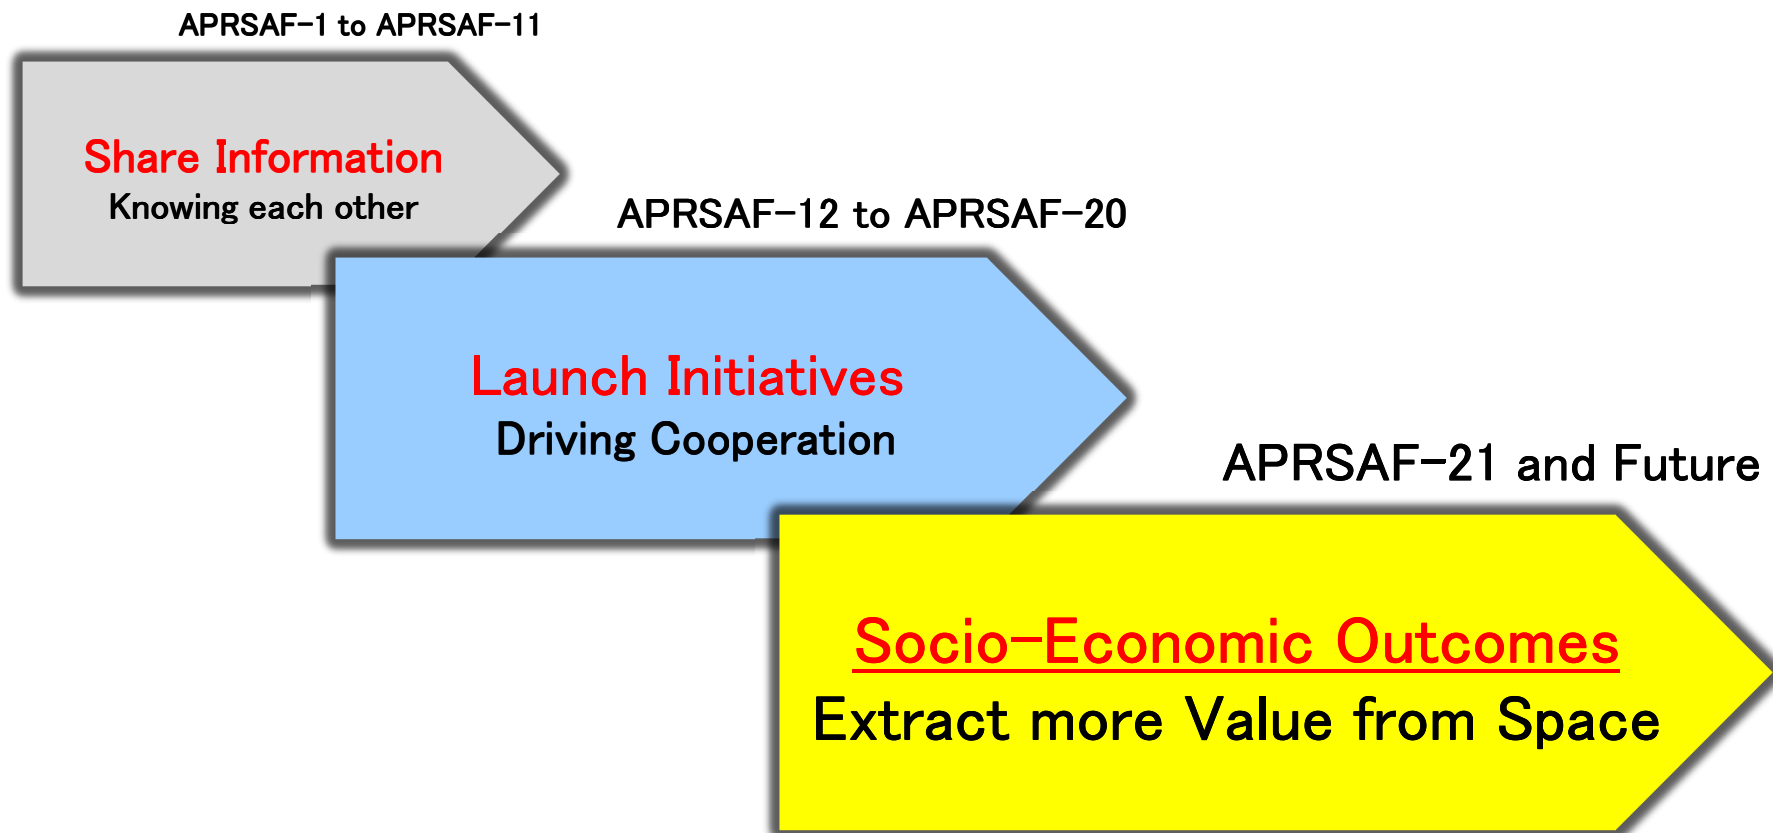 APRSAF-1 to APRSAF-11
Share Information
Knowing each other
APRSAF-12 to APRSAF-20
Launch Initiatives
Driving Cooperation
APRSAF-21 and Future
Socio-Economic Outcomes
Extract more Value from Space